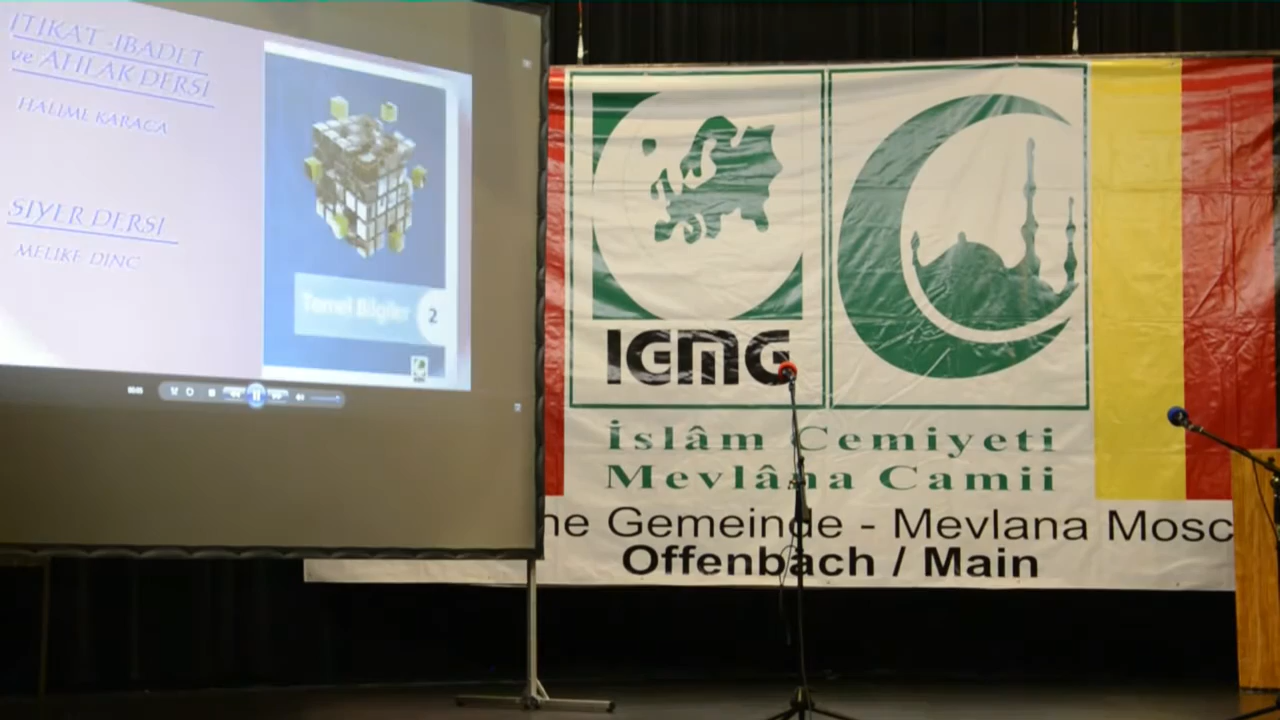 ITIKAT -IBADET
ve AHLAK DERSI
HALIME KARACA
SIYER DERSI
MELIKE DINC
Temel Bilgiler
2
IGMG
İslâm Cemiyeti
Mevlâna Camii
he Gemeinde - Mevlana Mosc
Offenbach / Main